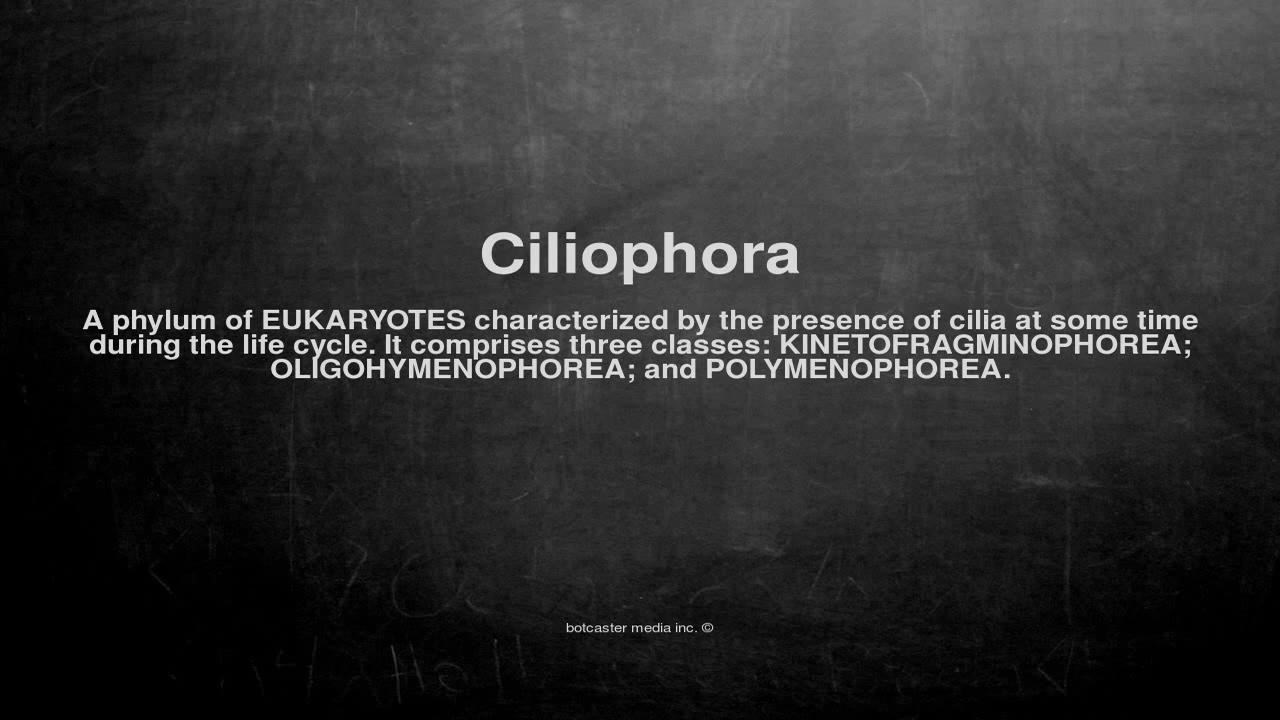 Ciliophora
A phylum of EUKARYOTES characterized by the presence of cilia at some time
during the life cycle. It comprises three classes: KINETOFRAGMINOPHOREA;
OLIGOHYMENOPHOREA; and POLYMENOPHOREA.
botcaster media inc. ©